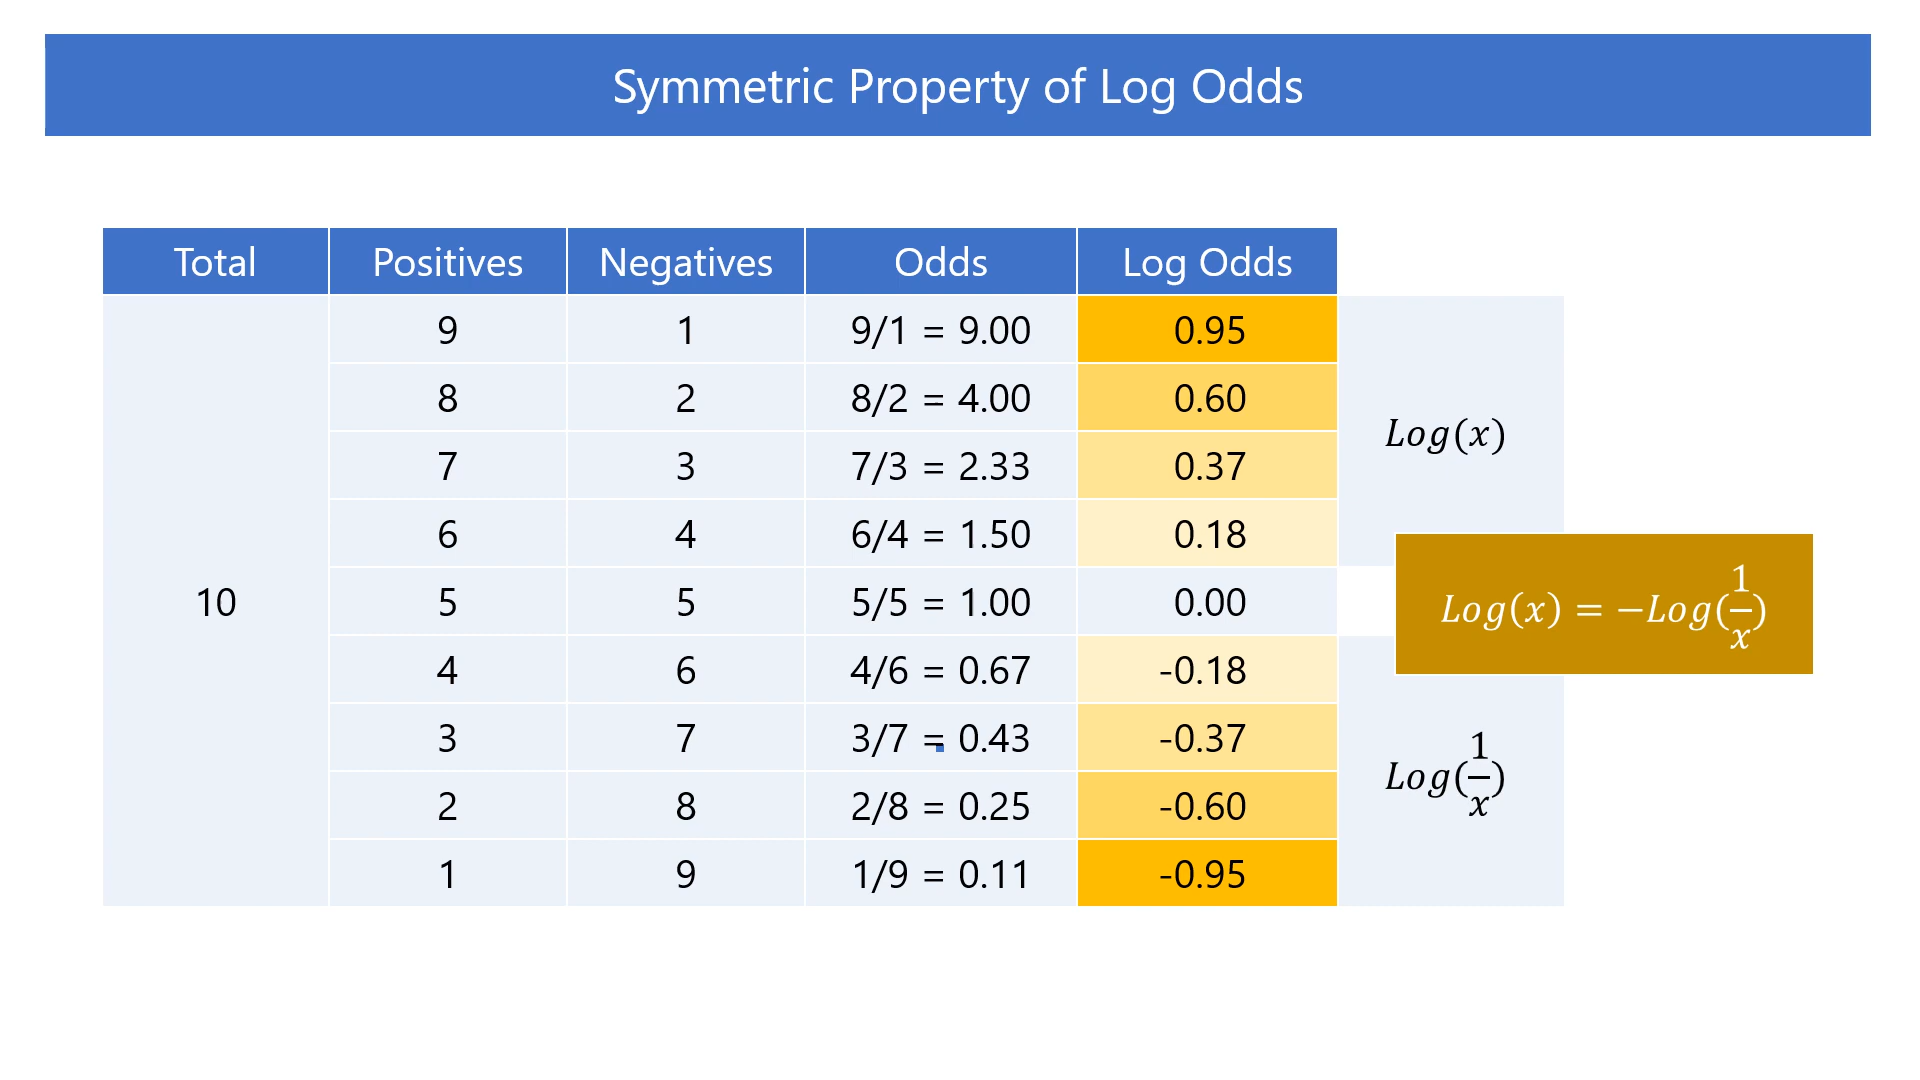 Symmetric Property of Log Odds
Total Positives Negatives Odds Log Odds
9 1 9/1 = 9.00 0.95
8 2 8/2 = 4.00 0.60
Log(x)
7 3 7/3 = 2.33 0.37
6 4 6/4 = 1.50 0.18
10 5 5 5/5 = 1.00 0.00
Log(x) = −Log(1/x)
4 6 4/6 = 0.67 -0.18
3 7 3/7 = 0.43 -0.37
Log(1/x)
2 8 2/8 = 0.25 -0.60
1 9 1/9 = 0.11 -0.95